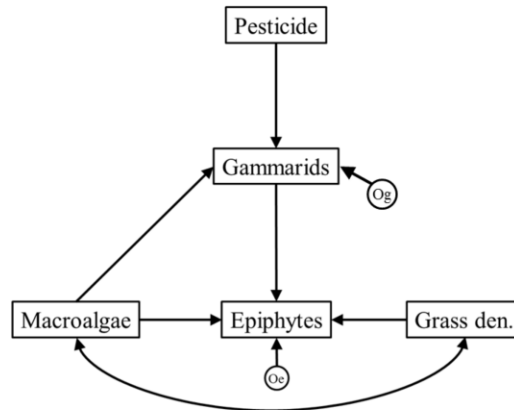 Pesticide
Gammarids
Og
Macroalgae
Epiphytes
Grass den.
Oe